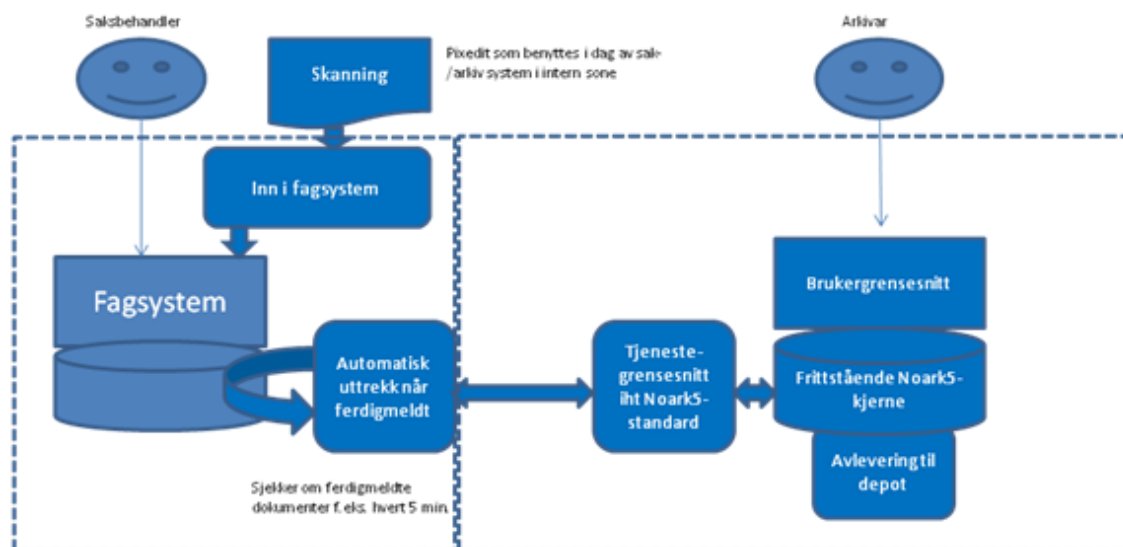 Saksbehandler
Arkivar
Skanning
Pixedit som benyttes i dag av sak-
/arkiv system i intern sone
Inn i fagsystem
Fagsystem
Brukergrensesnitt
Automatisk
uttrekk når
ferdigmeldt
Tjeneste-
grensesnitt
iht Noark5-
standard
Frittstående Noark5-
kjerne
Avlevering til
depot
Sjekker om ferdigmeldte
dokumenter f. eks. hvert 5 min.